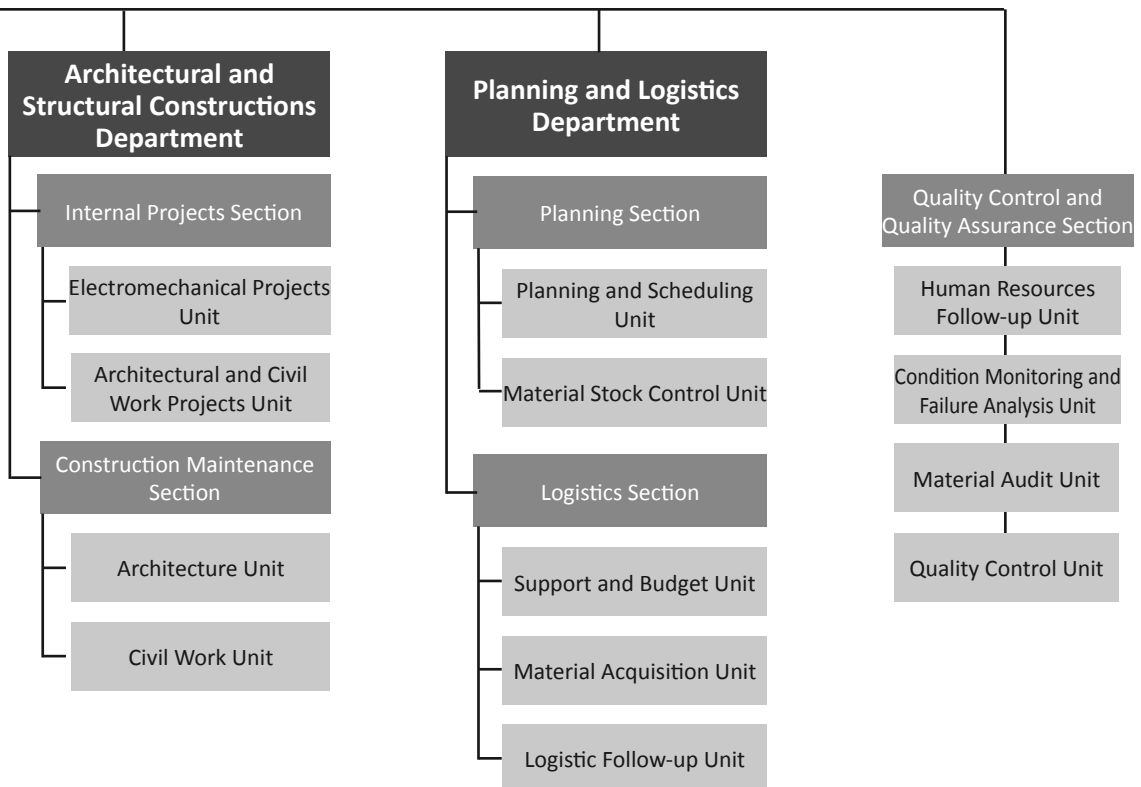 Architectural and
Structural Constructions
Department
Internal Projects Section
Electromechanical Projects
Unit
Architectural and Civil
Work Projects Unit
Construction Maintenance
Section
Architecture Unit
Civil Work Unit
Planning and Logistics
Department
Planning Section
Planning and Scheduling
Unit
Material Stock Control Unit
Logistics Section
Support and Budget Unit
Material Acquisition Unit
Logistic Follow-up Unit
Quality Control and
Quality Assurance Section
Human Resources
Follow-up Unit
Condition Monitoring and
Failure Analysis Unit
Material Audit Unit
Quality Control Unit